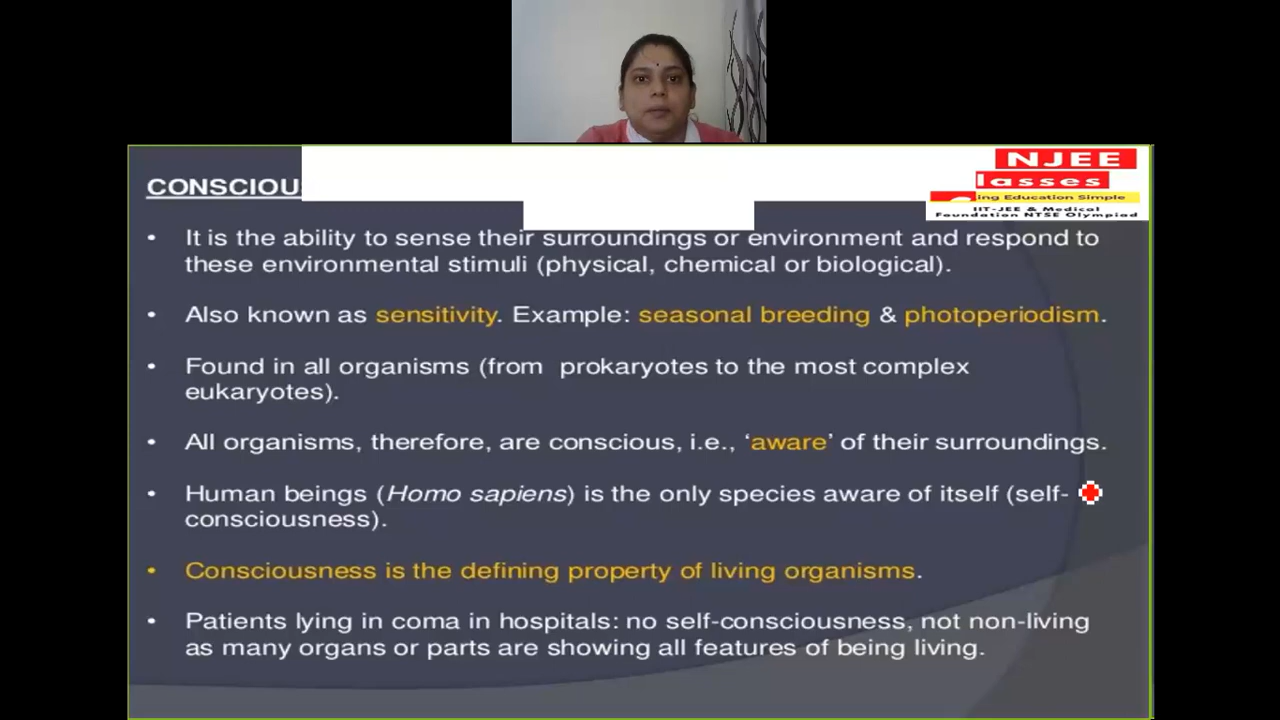 CONSCIOUS
NJEE
lasses
ing Education Simple
IIT-JEE & Medical
Foundation NTSE Olympiad
• It is the ability to sense their surroundings or environment and respond to
these environmental stimuli (physical, chemical or biological).
• Also known as sensitivity. Example: seasonal breeding & photoperiodism.
• Found in all organisms (from prokaryotes to the most complex
eukaryotes).
• All organisms, therefore, are conscious, i.e., ‘aware’ of their surroundings.
• Human beings (Homo sapiens) is the only species aware of itself (self-
consciousness).
• Consciousness is the defining property of living organisms.
• Patients lying in coma in hospitals: no self-consciousness, not non-living
as many organs or parts are showing all features of being living.